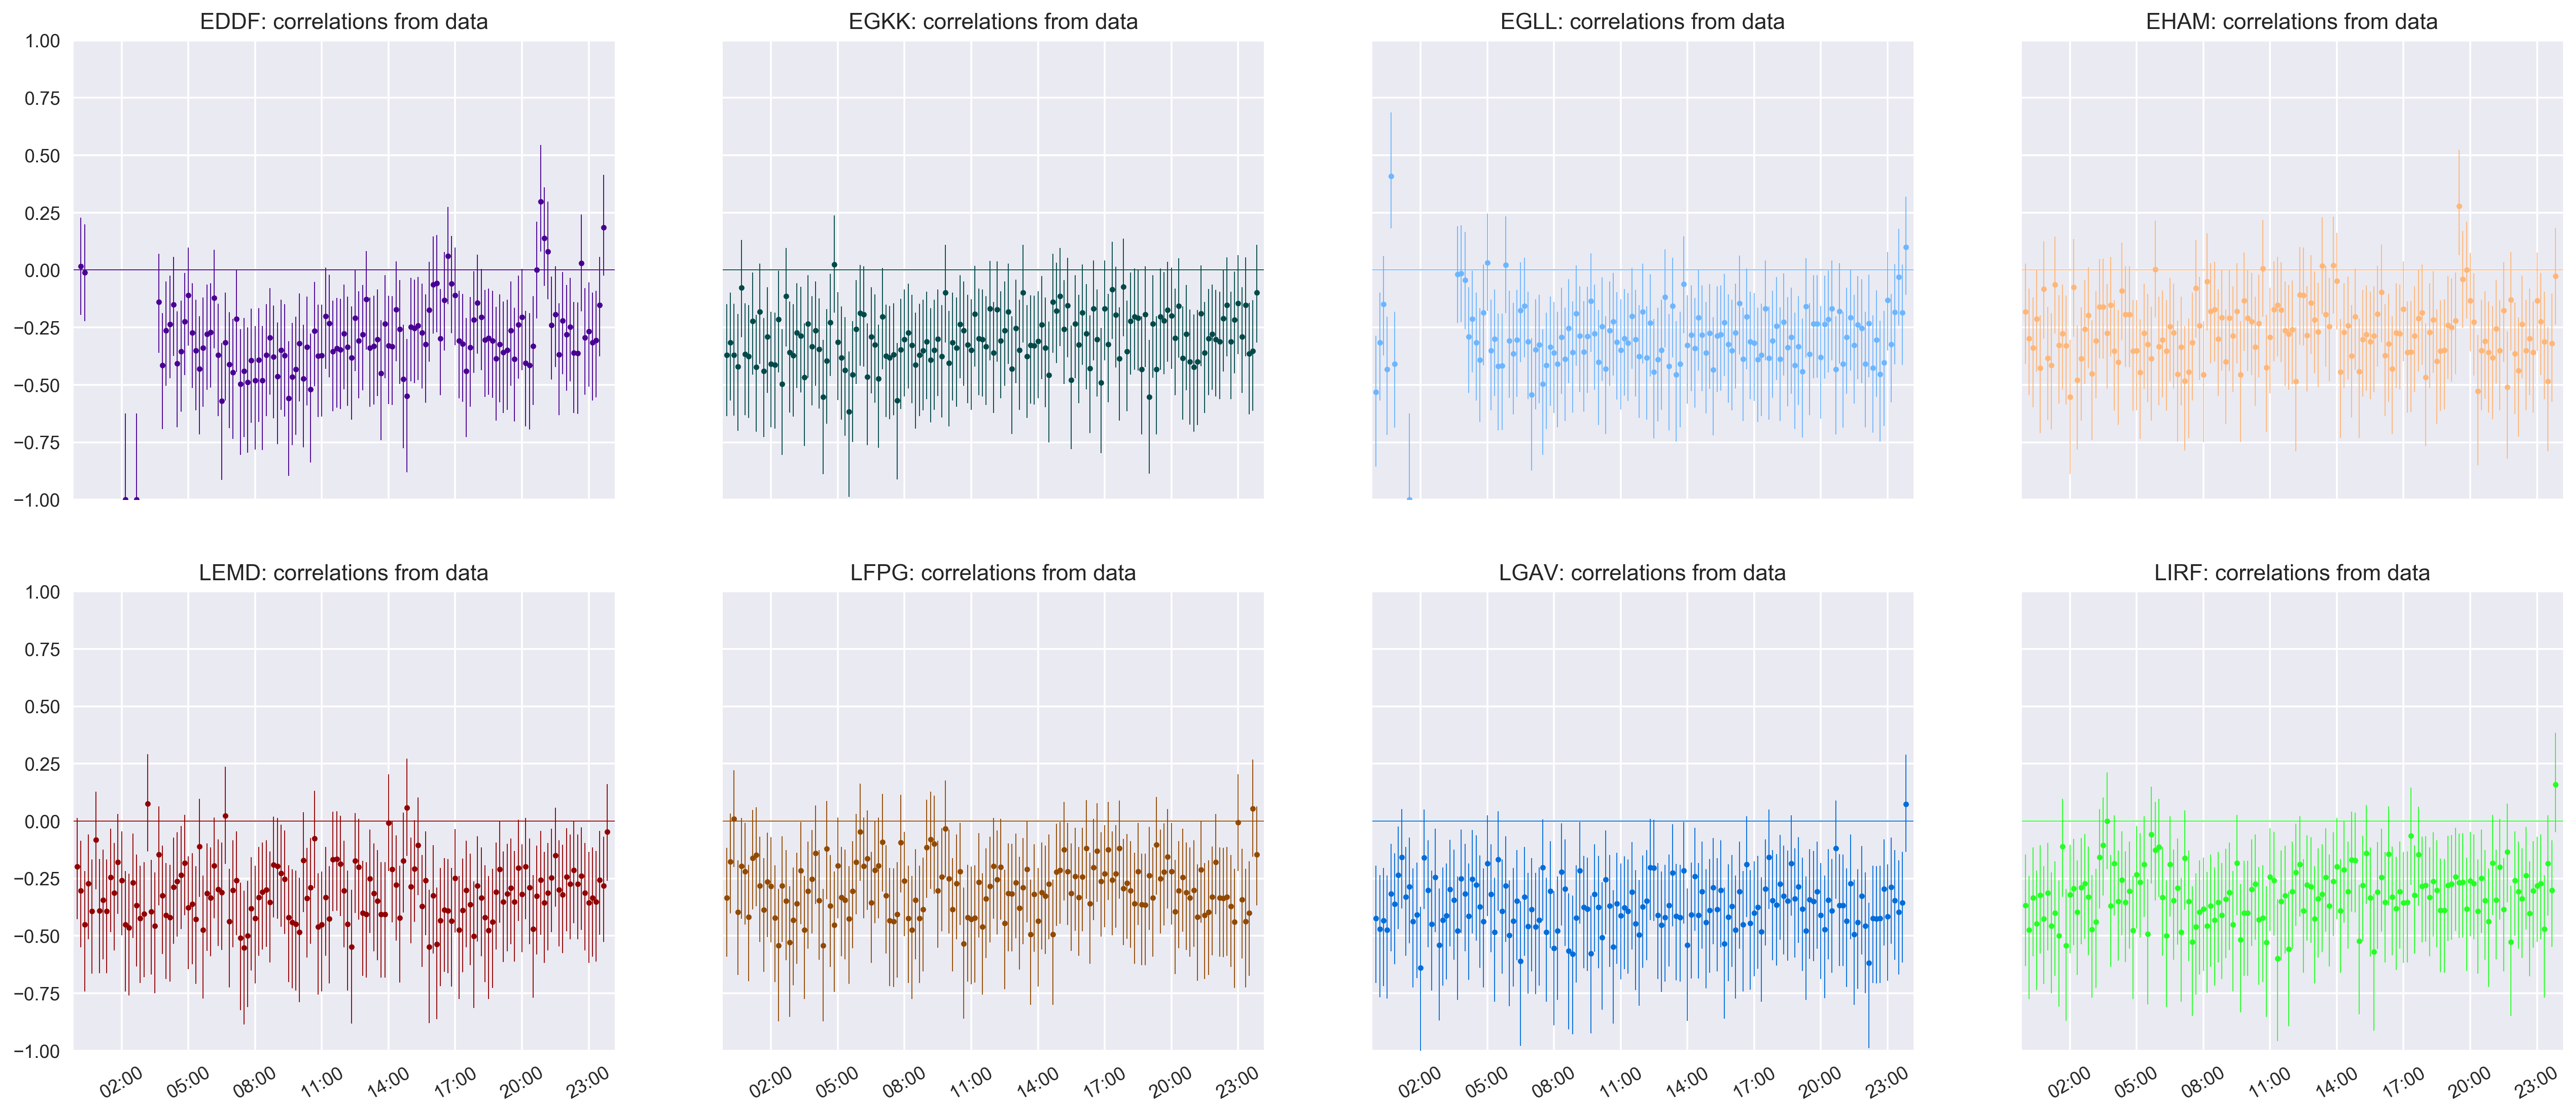 EDDF: correlations from data
EGKK: correlations from data
EGLL: correlations from data
EHAM: correlations from data
1.00
0.75
0.50
0.25
0.00
−0.25
−0.50
−0.75
−1.00
LEMD: correlations from data
LFPG: correlations from data
LGAV: correlations from data
LIRF: correlations from data
1.00
0.75
0.50
0.25
0.00
−0.25
−0.50
−0.75
−1.00
02:00 05:00 08:00 11:00 14:00 17:00 20:00 23:00
02:00 05:00 08:00 11:00 14:00 17:00 20:00 23:00
02:00 05:00 08:00 11:00 14:00 17:00 20:00 23:00
02:00 05:00 08:00 11:00 14:00 17:00 20:00 23:00